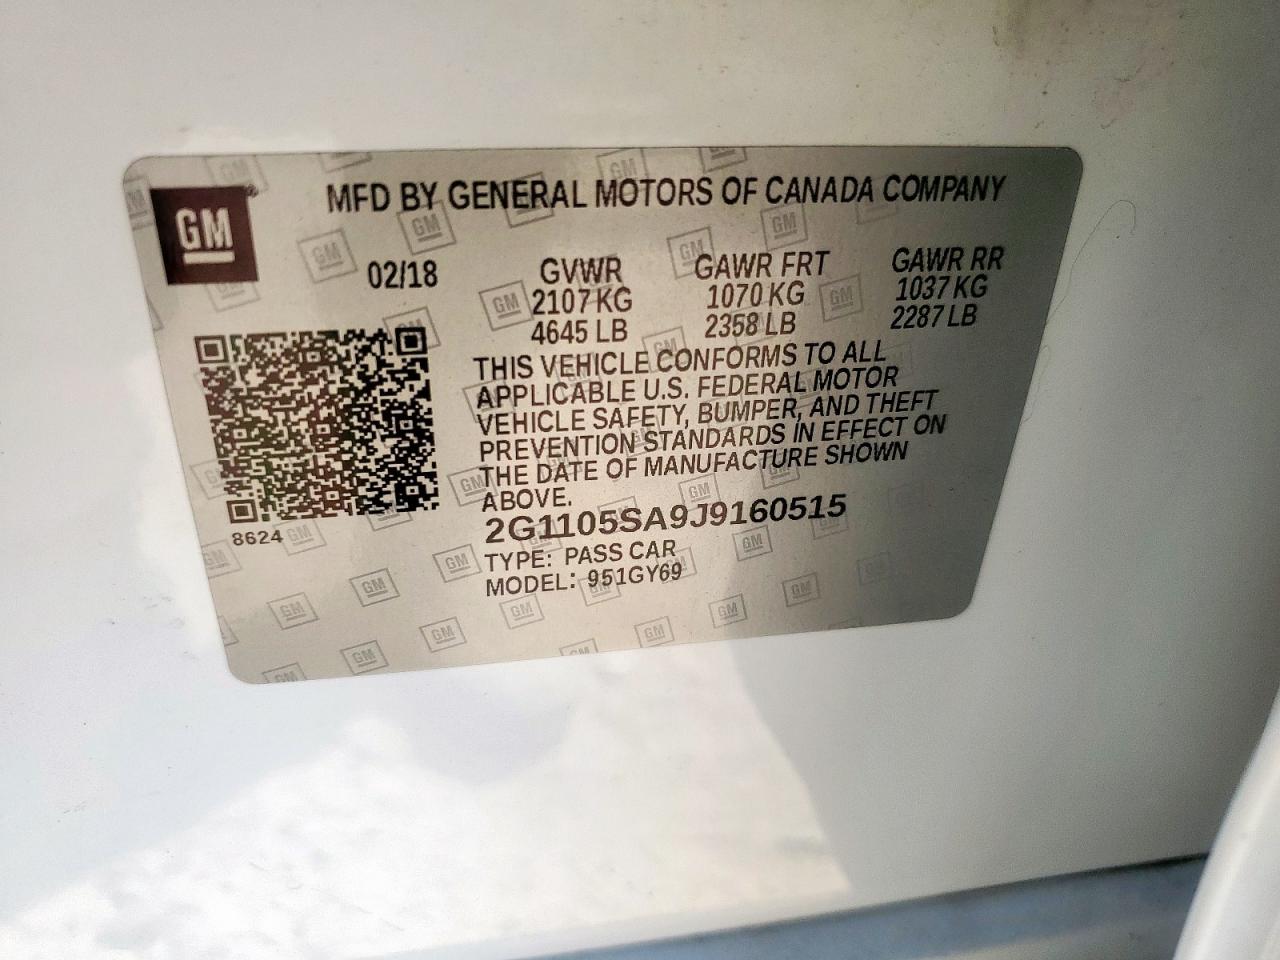 GM
MFD BY GENERAL MOTORS OF CANADA COMPANY
02/18
GVWR GAWR FRT GAWR RR
2107 KG 1070 KG 1037 KG
4645 LB 2358 LB 2287 LB
THIS VEHICLE CONFORMS TO ALL
APPLICABLE U.S. FEDERAL MOTOR
VEHICLE SAFETY, BUMPER, AND THEFT
PREVENTION STANDARDS IN EFFECT ON
THE DATE OF MANUFACTURE SHOWN
ABOVE.
2G1105SA9J9160515
TYPE: PASS CAR
MODEL: 951GY69
8624